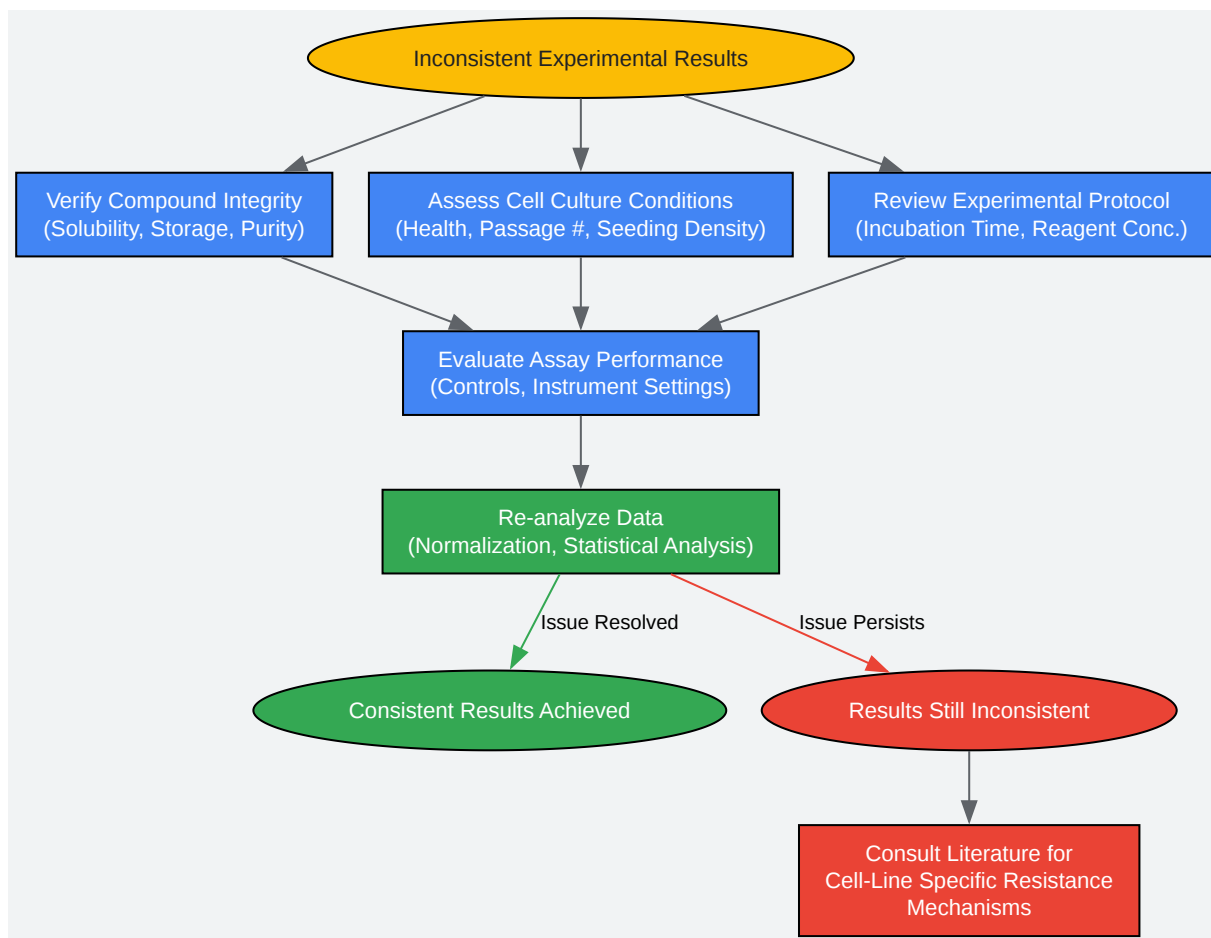 Inconsistent Experimental Results
Verify Compound Integrity
(Solubility, Storage, Purity)
Assess Cell Culture Conditions
(Health, Passage #, Seeding Density)
Review Experimental Protocol
(Incubation Time, Reagent Conc.)
Evaluate Assay Performance
(Controls, Instrument Settings)
Re-analyze Data
(Normalization, Statistical Analysis)
Issue Resolved
Issue Persists
Consistent Results Achieved
Results Still Inconsistent
Consult Literature for
Cell-Line Specific Resistance
Mechanisms